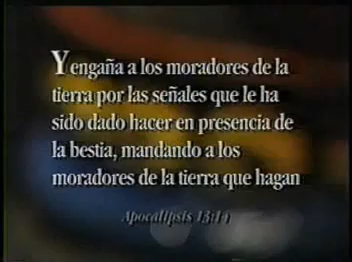 Y engaña a los moradores de la
tierra por las señales que le ha
sido dado hacer en presencia de
la bestia, mandando a los
moradores de la tierra que hagan
Apocalipsis 13:14